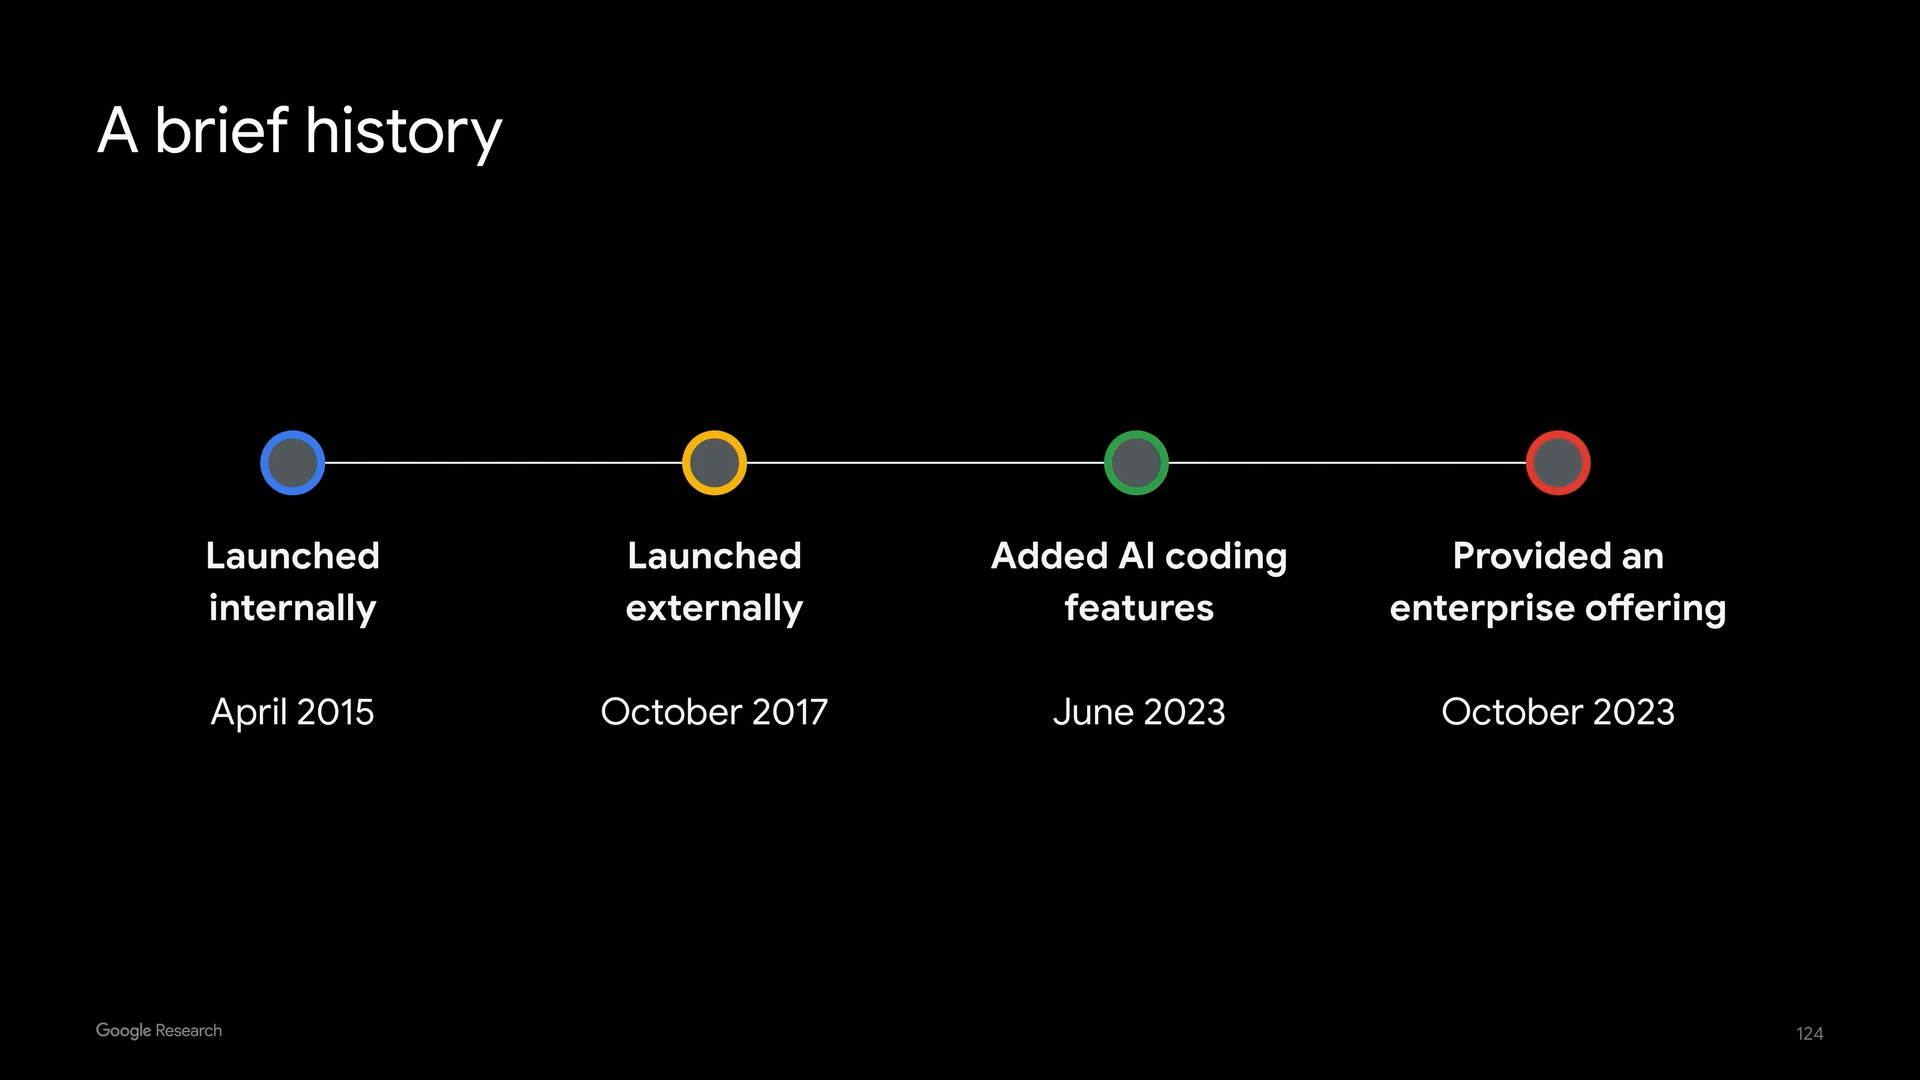 A brief history
Launched
internally
April 2015
Launched
externally
October 2017
Added AI coding
features
June 2023
Provided an
enterprise offering
October 2023
Google Research
124